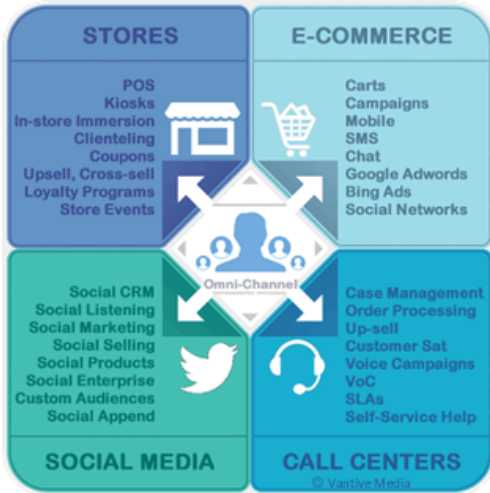 STORES
POS
Kiosks
In-store Immersion
Clienteling
Coupons
Upsell, Cross-sell
Loyalty Programs
Store Events
E-COMMERCE
Carts
Campaigns
Mobile
SMS
Chat
Google Adwords
Bing Ads
Social Networks
Omni-Channel
Social CRM
Social Listening
Social Marketing
Social Selling
Social Products
Social Enterprise
Custom Audiences
Social Append
SOCIAL MEDIA
Case Management
Order Processing
Up-sell
Customer Sat
Voice Campaigns
VoC
SLAs
Self-Service Help
CALL CENTERS
© Vantive Media